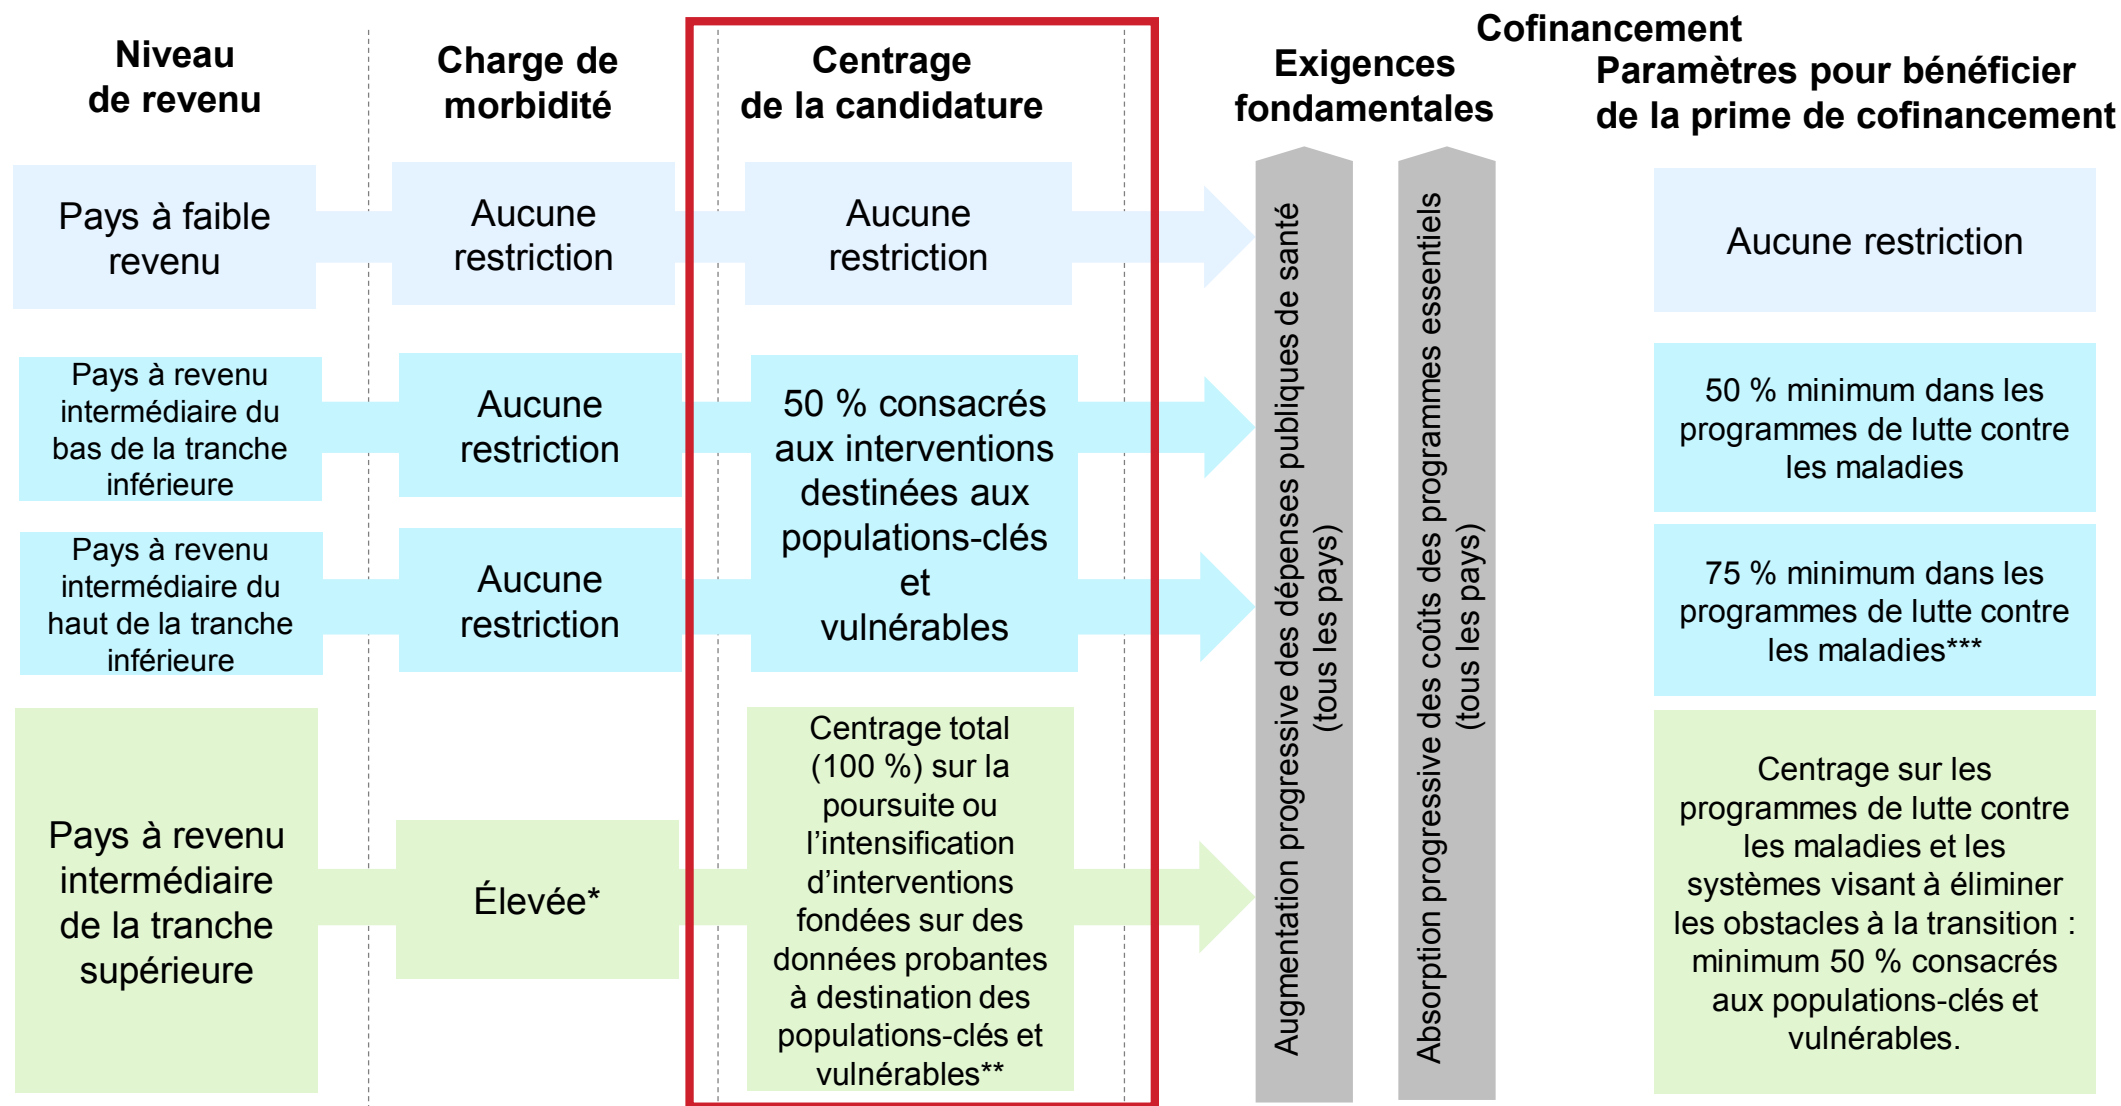 Niveau
de revenu
Charge de
morbidité
Centrage
de la candidature
Cofinancement
Exigences
fondamentales
Paramètres pour bénéficier
de la prime de cofinancement
Pays à faible
revenu
Aucune
restriction
Aucune
restriction
Aucune restriction
Pays à revenu
intermédiaire du
bas de la tranche
inférieure
Aucune
restriction
50 % consacrés
aux interventions
destinées aux
populations-clés
et
vulnérables
50 % minimum dans les
programmes de lutte contre
les maladies
Pays à revenu
intermédiaire du
haut de la tranche
inférieure
Aucune
restriction
75 % minimum dans les
programmes de lutte contre
les maladies***
Pays à revenu
intermédiaire
de la tranche
supérieure
Élevée*
Centrage total
(100 %) sur la
poursuite ou
l’intensification
d’interventions
fondées sur des
données probantes
à destination des
populations-clés et
vulnérables**
Augmentation progressive des dépenses publiques de santé
(tous les pays)
Absorption progressive des coûts des programmes essentiels
(tous les pays)
Centrage sur les
programmes de lutte contre
les maladies et les
systèmes visant à éliminer
les obstacles à la transition :
minimum 50 % consacrés
aux populations-clés et
vulnérables.